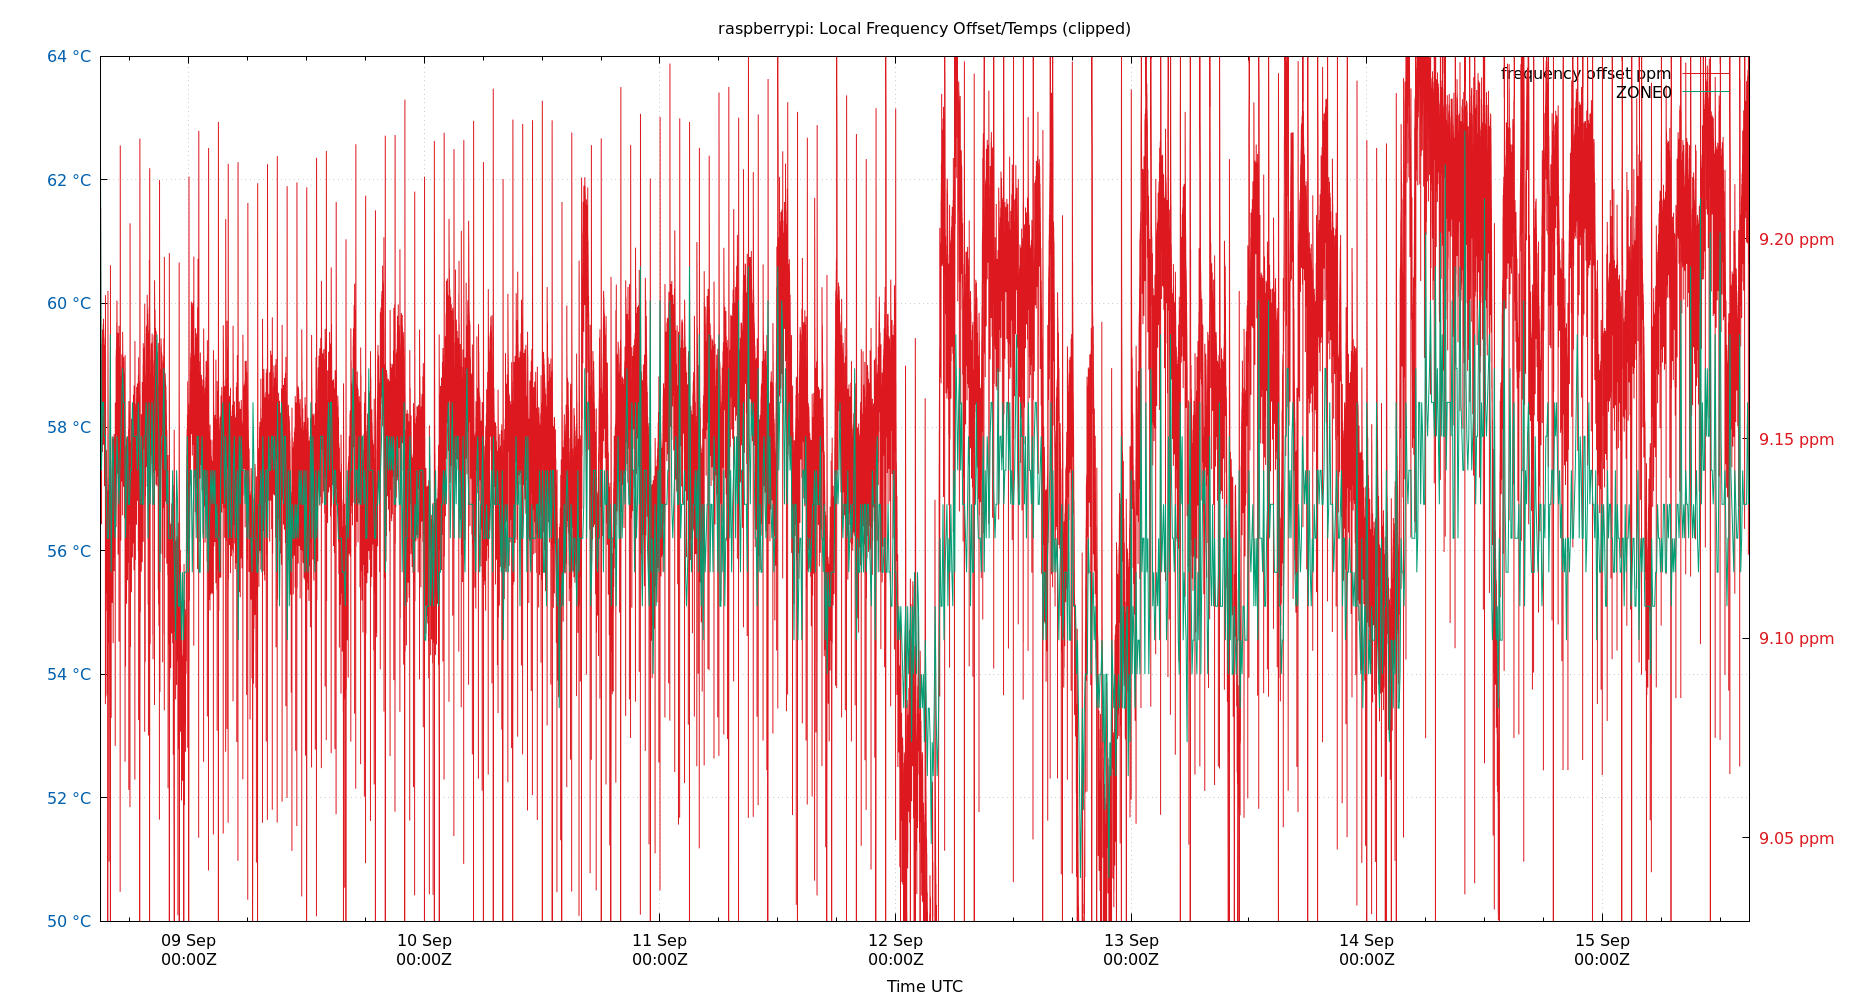 raspberrypi: Local Frequency Offset/Temps (clipped)
64 °C
62 °C
60 °C
58 °C
56 °C
54 °C
52 °C
50 °C
frequency offset ppm
ZONE0
9.20 ppm
9.15 ppm
9.10 ppm
9.05 ppm
09 Sep 10 Sep 11 Sep 12 Sep 13 Sep 14 Sep 15 Sep
00:00Z 00:00Z 00:00Z 00:00Z 00:00Z 00:00Z 00:00Z
Time UTC